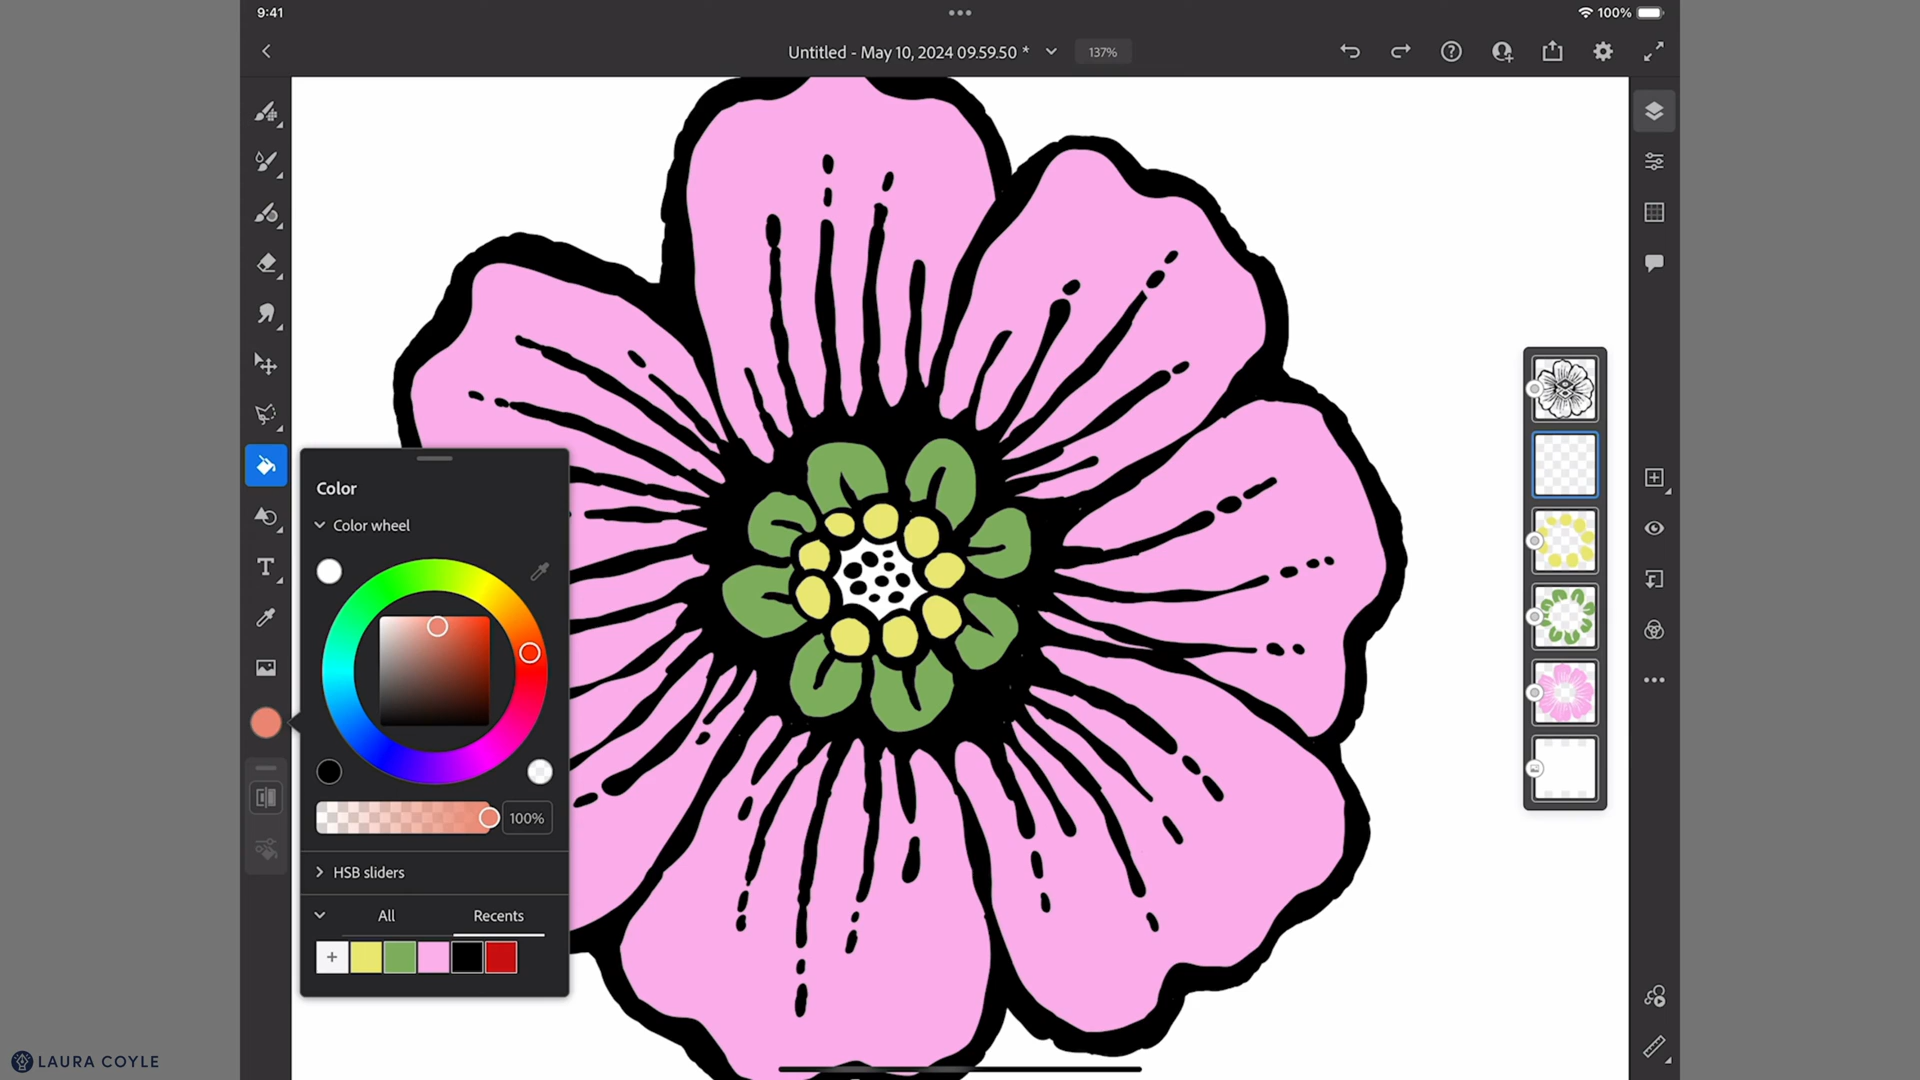 9:41
100%
Untitled - May 10, 2024 09.59.50 *
137%
T
Color
Color wheel
100%
HSB sliders
All
Recents
LAURA COYLE